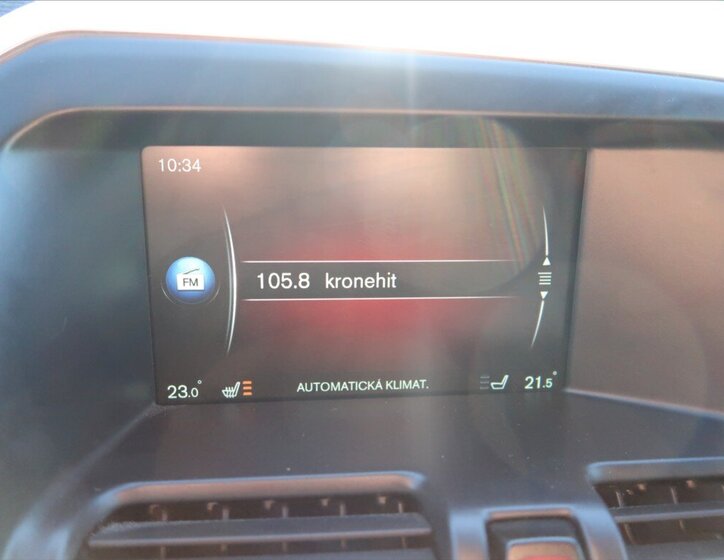 10:34
FM
105.8 kronehit
23.0°
AUTOMATICKÁ KLIMAT.
21.5°